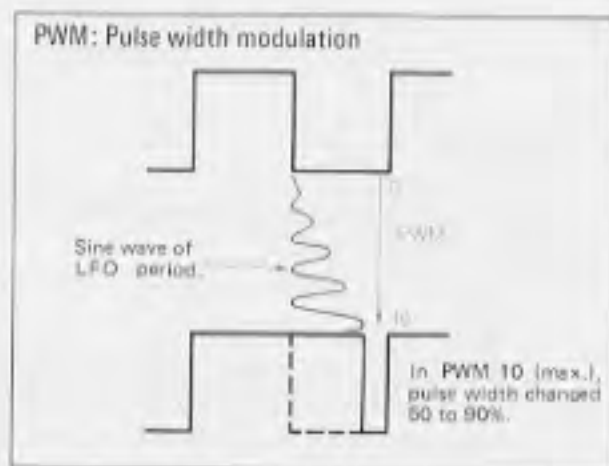 PWM: Pulse width modulation
0
PWM
Sine wave of
LFO period.
10
In PWM 10 (max.),
pulse width changed
50 to 90%.